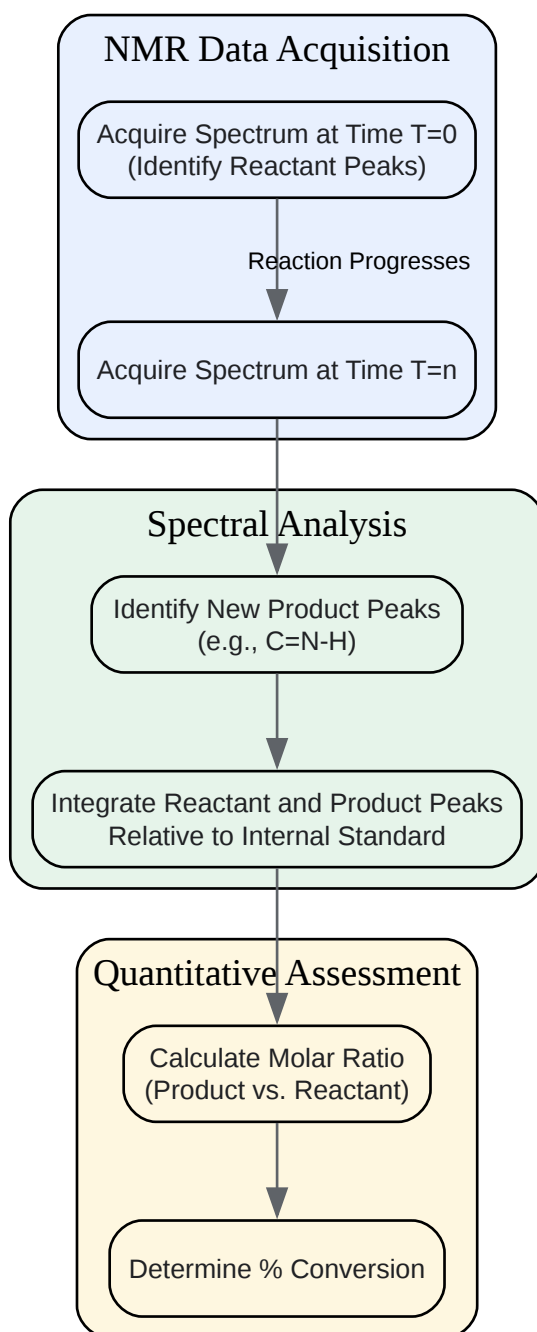 NMR Data Acquisition
Acquire Spectrum at Time T=0
(Identify Reactant Peaks)
Reaction Progresses
Acquire Spectrum at Time T=n
Spectral Analysis
Identify New Product Peaks
(e.g., C=N-H)
Integrate Reactant and Product Peaks
Relative to Internal Standard
Quantitative Assessment
Calculate Molar Ratio
(Product vs. Reactant)
Determine % Conversion